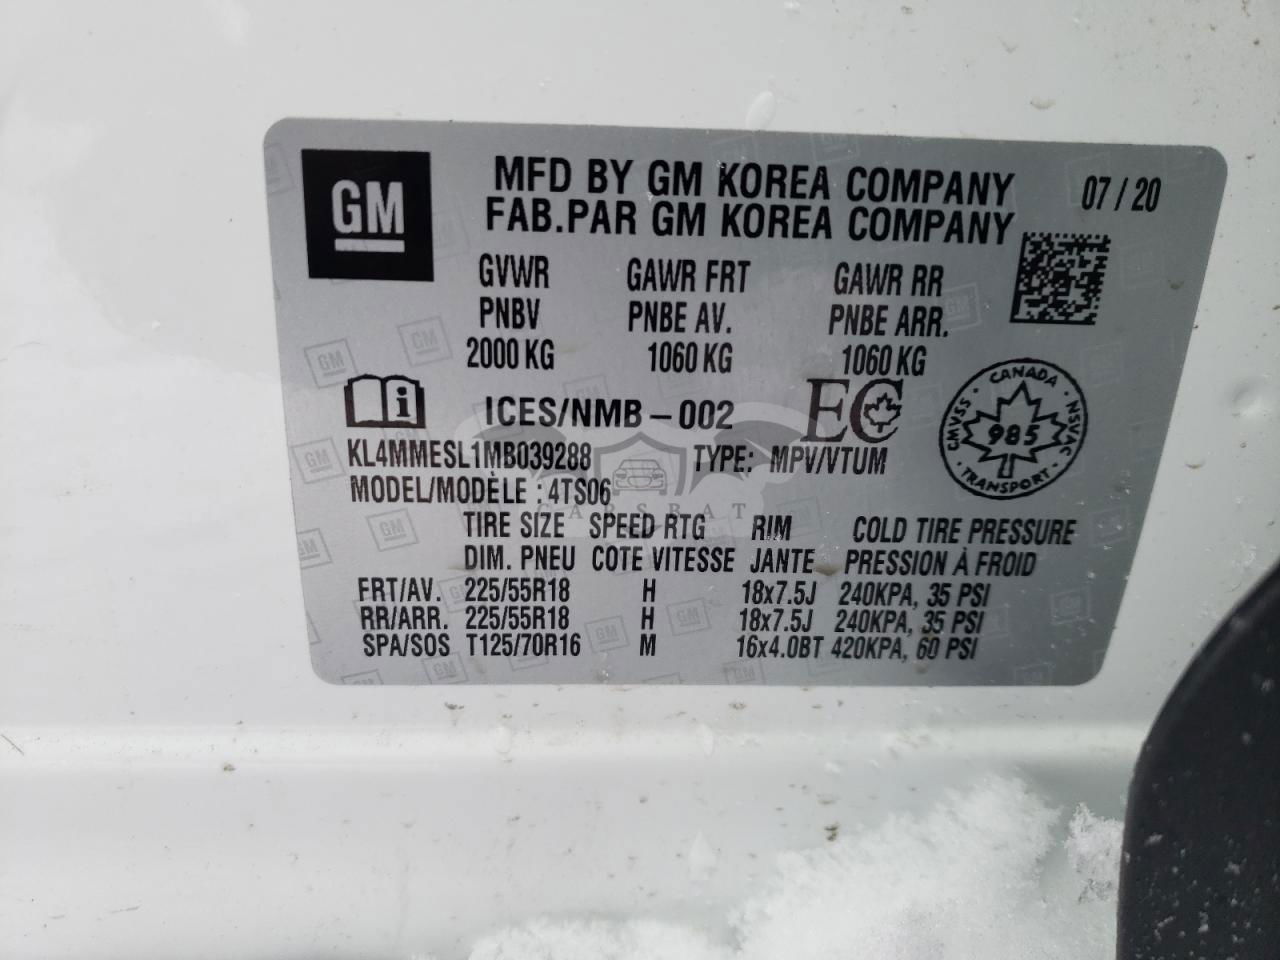 GM
MFD BY GM KOREA COMPANY 07/20
FAB.PAR GM KOREA COMPANY
GVWR GAWR FRT GAWR RR
PNBV PNBE AV. PNBE ARR.
2000 KG 1060 KG 1060 KG
i ICES/NMB-002 EC
CANADA
CMVSS 985 NSVAC
TRANSPORT
KL4MMESL1MB039288 TYPE: MPV/VTUM
MODEL/MODÈLE : 4TS06
CARSBAT
TIRE SIZE SPEED RTG RIM COLD TIRE PRESSURE
DIM. PNEU COTE VITESSE JANTE PRESSION À FROID
FRT/AV. 225/55R18 H 18x7.5J 240KPA, 35 PSI
RR/ARR. 225/55R18 H 18x7.5J 240KPA, 35 PSI
SPA/SOS T125/70R16 M 16x4.0BT 420KPA, 60 PSI